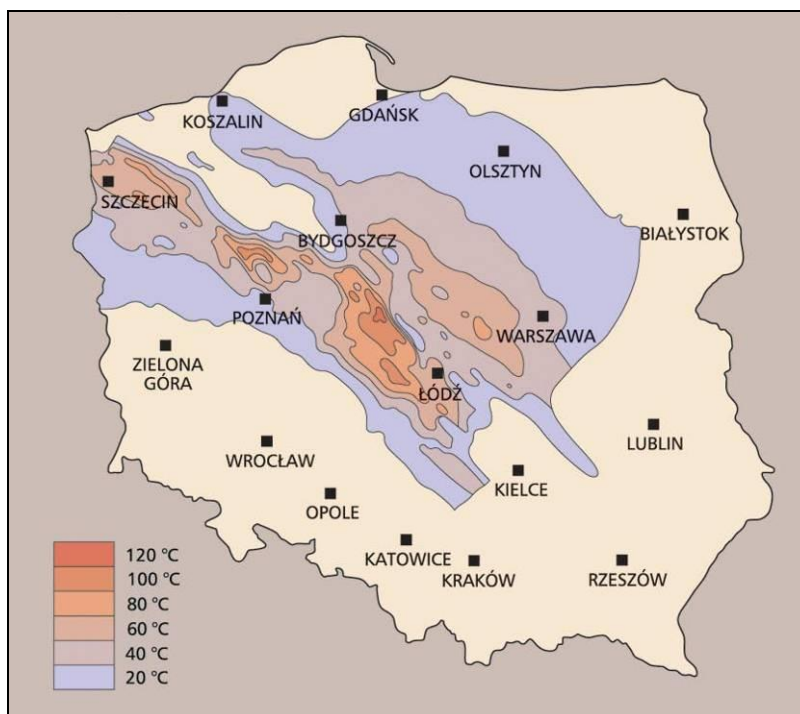 KOSZALIN
GDAŃSK
OLSZTYN
SZCZECIN
BIAŁYSTOK
BYDGOSZCZ
POZNAŃ
WARSZAWA
ZIELONA
GÓRA
ŁÓDŹ
LUBLIN
WROCŁAW
KIELCE
OPOLE
KATOWICE
KRAKÓW
RZESZÓW
120 °C
100 °C
80 °C
60 °C
40 °C
20 °C